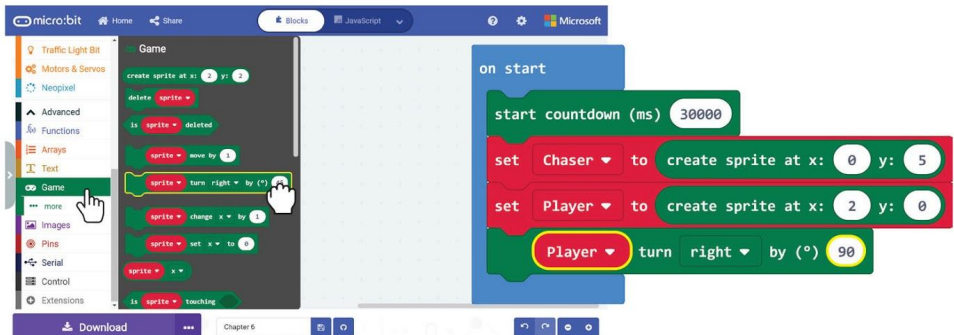 micro:bit Home Share Blocks JavaScript Microsoft
Traffic Light Bit
Motors & Servos
Neopixel
Advanced
Functions
Arrays
Text
Game
more
Images
Pins
Serial
Control
Extensions
Download
Game
create sprite at x: 2 y: 2
delete sprite
is sprite deleted
sprite move by 1
sprite turn right by (°)
sprite change x by 1
sprite set x to 0
sprite x
is sprite touching
Chapter 6
on start
start countdown (ms) 30000
set Chaser to create sprite at x: 0 y: 5
set Player to create sprite at x: 2 y: 0
Player turn right by (°) 90